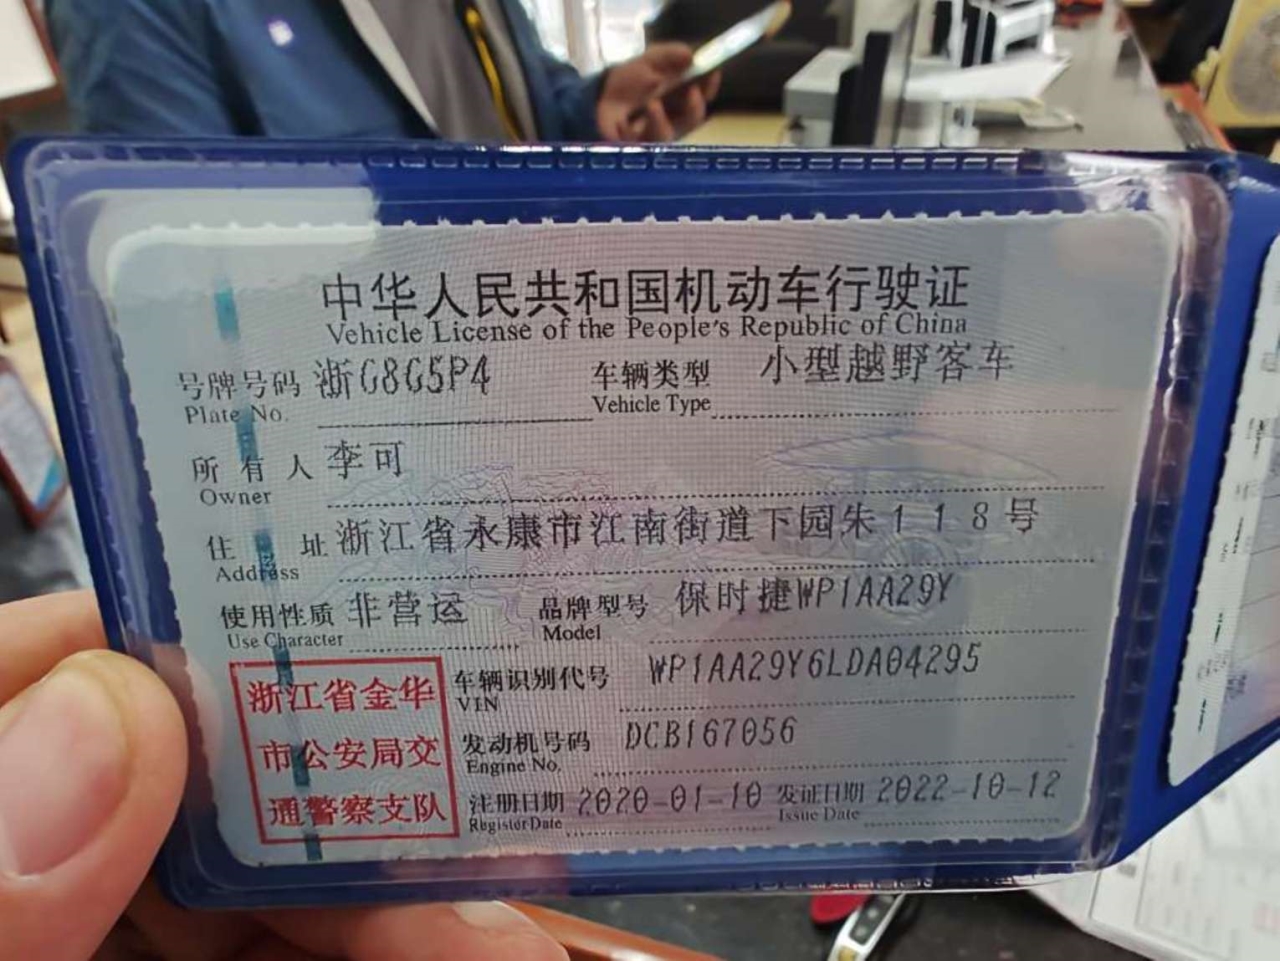 中华人民共和国机动车行驶证
Vehicle License of the People's Republic of China
号牌号码 浙G8G5P4 车辆类型 小型越野客车
Plate No. Vehicle Type
所有人 李可
Owner
住址 浙江省永康市江南街道下园朱118号
Address
使用性质 非营运 品牌型号 保时捷WP1AA29Y
Use Character Model
浙江省金华
市公安局交
通警察支队
车辆识别代号 WP1AA29Y6LDA04295
VIN
发动机号码 DCB167056
Engine No.
注册日期 2020-01-10 发证日期 2022-10-12
Register Date Issue Date